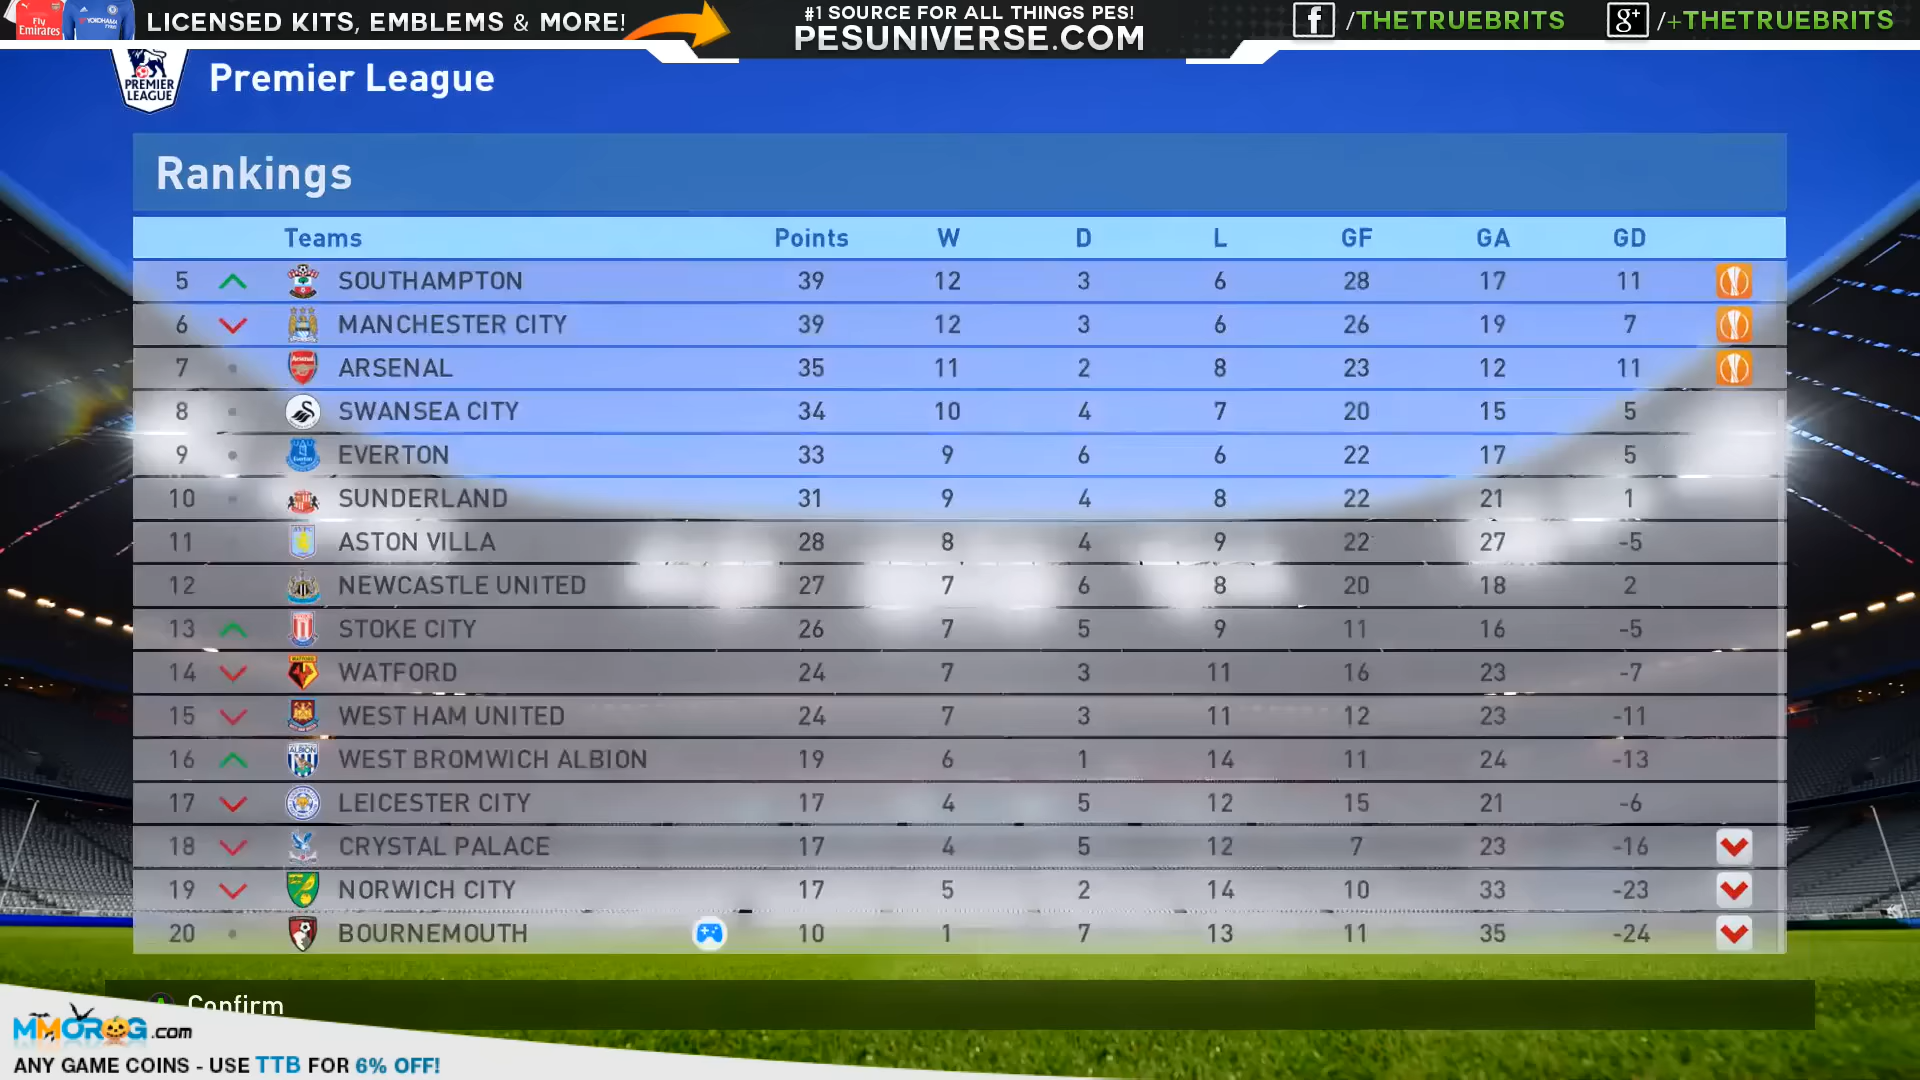 Fly
Emirates
YOKOHAMA
LICENSED KITS, EMBLEMS & MORE!
#1 SOURCE FOR ALL THINGS PES!
PESUNIVERSE.COM
f /THETRUEBRITS
g+ /+THETRUEBRITS
PREMIER
LEAGUE
Premier League
Rankings
Teams Points W D L GF GA GD
5 SOUTHAMPTON 39 12 3 6 28 17 11
6 MANCHESTER CITY 39 12 3 6 26 19 7
7 ARSENAL 35 11 2 8 23 12 11
8 SWANSEA CITY 34 10 4 7 20 15 5
9 EVERTON 33 9 6 6 22 17 5
10 SUNDERLAND 31 9 4 8 22 21 1
11 ASTON VILLA 28 8 4 9 22 27 -5
12 NEWCASTLE UNITED 27 7 6 8 20 18 2
13 STOKE CITY 26 7 5 9 11 16 -5
14 WATFORD 24 7 3 11 16 23 -7
15 WEST HAM UNITED 24 7 3 11 12 23 -11
16 WEST BROMWICH ALBION 19 6 1 14 11 24 -13
17 LEICESTER CITY 17 4 5 12 15 21 -6
18 CRYSTAL PALACE 17 4 5 12 7 23 -16
19 NORWICH CITY 17 5 2 14 10 33 -23
20 BOURNEMOUTH 10 1 7 13 11 35 -24
Confirm
MMOROG.com
ANY GAME COINS - USE TTB FOR 6% OFF!